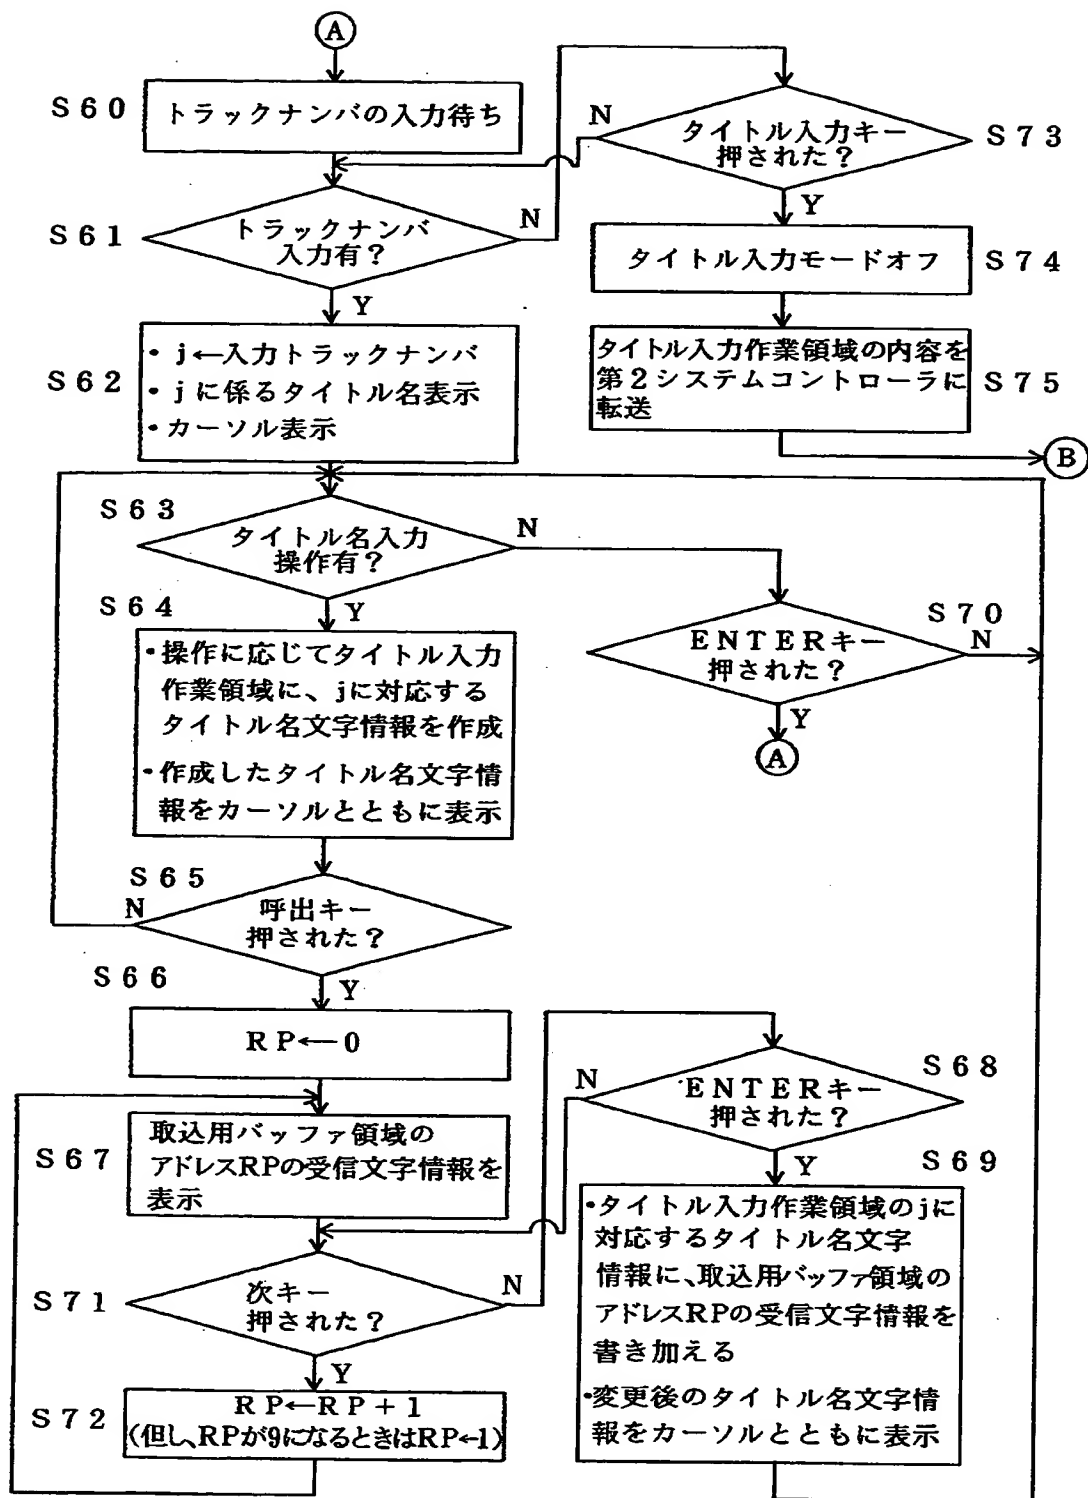 A
S60
トラックナンバの入力待ち
N
タイトル入力キー
押された?
S73
S61
トラックナンバ
入力有?
N
Y
Y
タイトル入力モードオフ
S74
S62
・j←入力トラックナンバ
・jに係るタイトル名表示
・カーソル表示
タイトル入力作業領域の内容を
第2システムコントローラに
転送
S75
B
S63
タイトル名入力
操作有?
N
Y
S64
・操作に応じてタイトル入力
作業領域に、jに対応する
タイトル名文字情報を作成
・作成したタイトル名文字情
報をカーソルとともに表示
S70
ENTERキー
押された?
N
Y
A
S65
N
呼出キー
押された?
Y
S66
RP←0
N
ENTERキー
押された?
S68
Y
S67
取込用バッファ領域の
アドレスRPの受信文字情報を
表示
S69
・タイトル入力作業領域のjに
対応するタイトル名文字
情報に、取込用バッファ領域の
アドレスRPの受信文字情報を
書き加える
・変更後のタイトル名文字情
報をカーソルとともに表示
S71
次キー
押された?
N
Y
S72
RP←RP+1
(但し、RPが9になるときはRP←1)